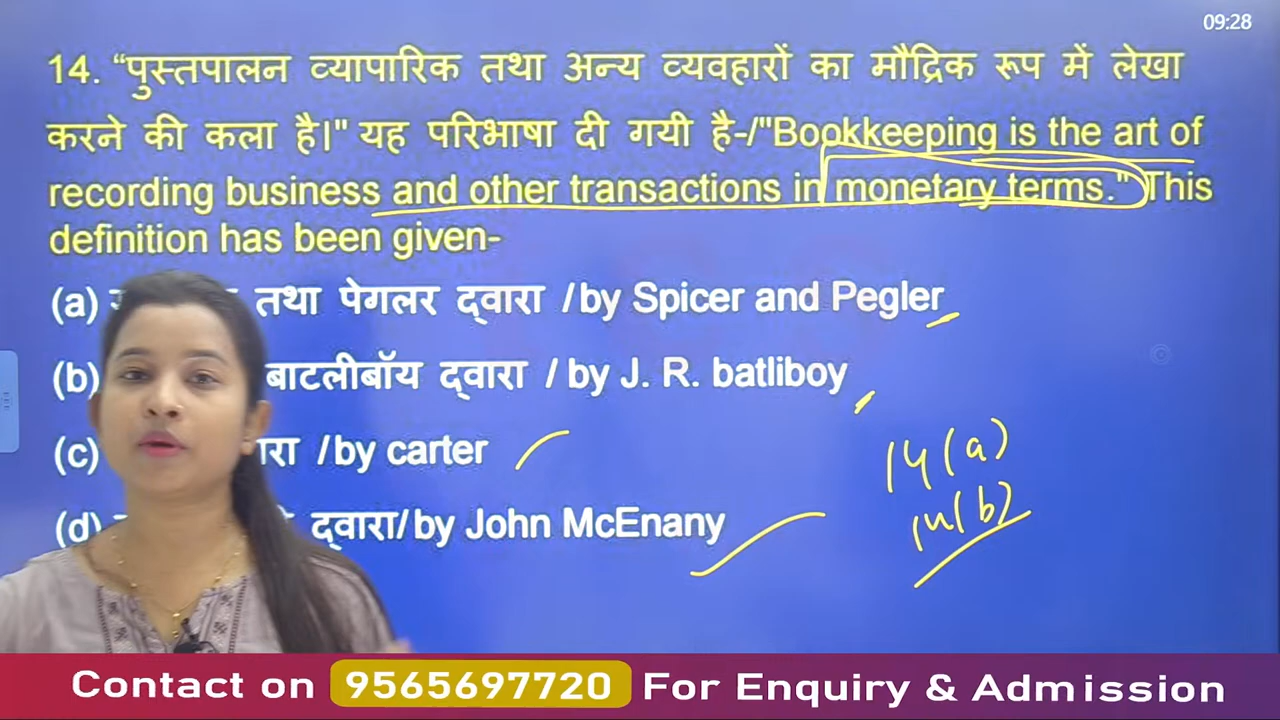 09:28
14. “पुस्तपालन व्यापारिक तथा अन्य व्यवहारों का मौद्रिक रूप में लेखा
करने की कला है।" यह परिभाषा दी गयी है-/"Bookkeeping is the art of
recording business and other transactions in monetary terms." This
definition has been given-
(a) तथा पेगलर द्वारा /by Spicer and Pegler
(b) बाटलीबॉय द्वारा / by J. R. batliboy
(c) /by carter
(d) द्वारा/ by John McEnany
14(a)
14(b)
Contact on 9565697720 For Enquiry & Admission